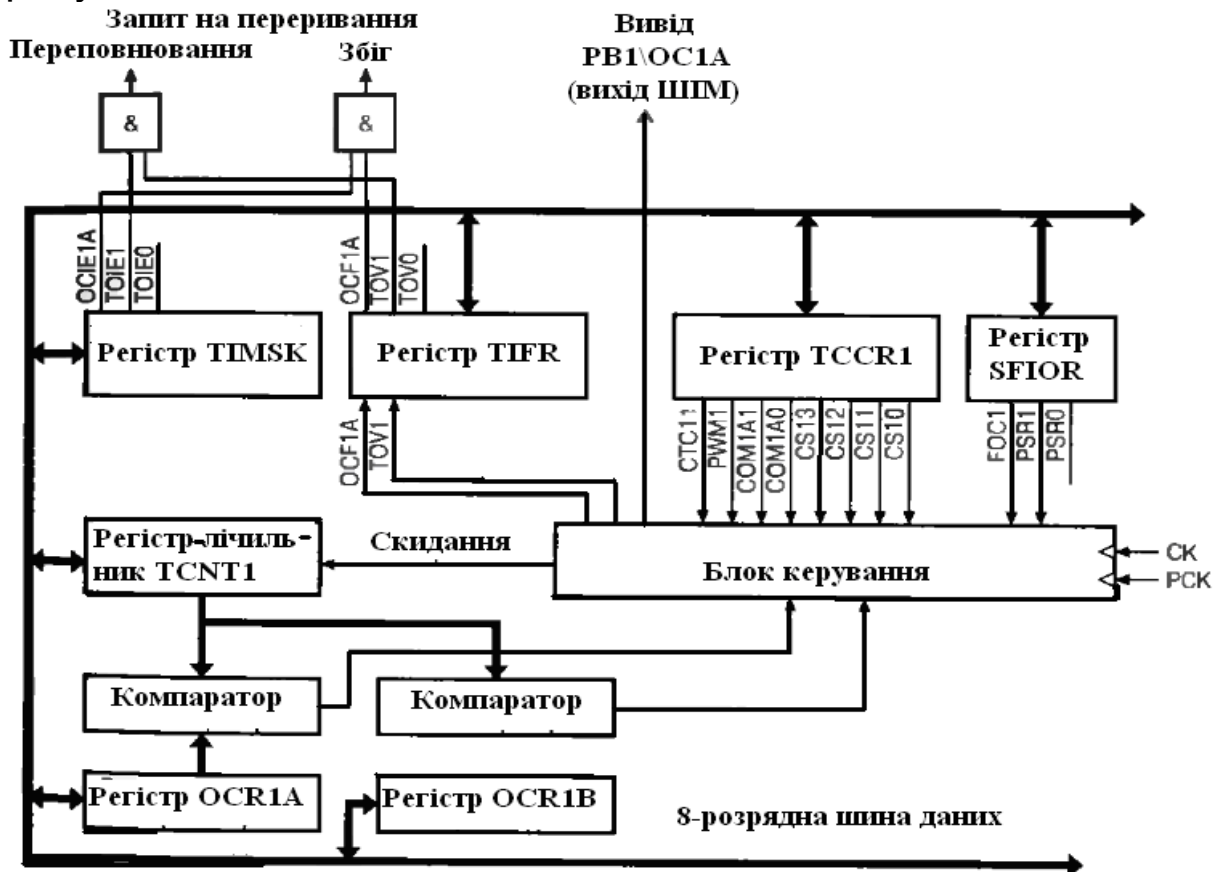 Запит на переривання
Переповнювання
Збіг
Вивід
PB1\OC1A
(вихід ШІМ)
&
&
OCIE1A
TOIE1
TOIE0
OCF1A
TOV1
TOV0
Регістр TIMSK
Регістр TIFR
Регістр TCCR1
Регістр
SFIOR
OCF1A
TOV1
CTC11
PWM1
COM1A1
COM1A0
CS13
CS12
CS11
CS10
FOC1
PSR1
PSR0
Регістр-лічиль-
ник TCNT1
Скидання
Блок керування
CK
PCK
Компаратор
Компаратор
Регістр OCR1A
Регістр OCR1B
8-розрядна шина даних